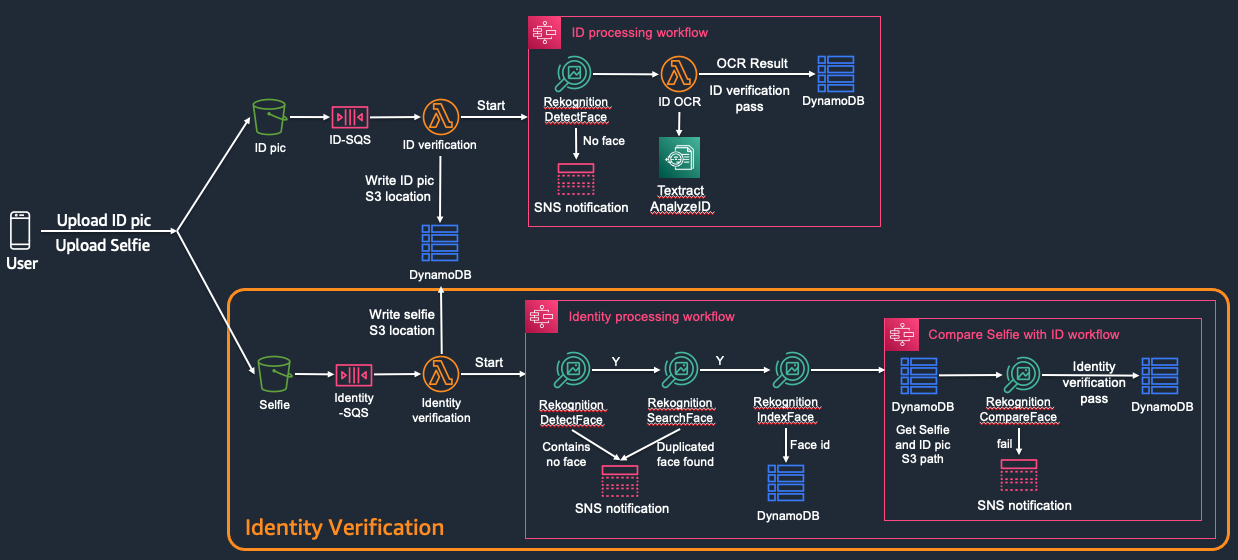 ID processing workflow
OCR Result
ID verification
pass
Rekognition
DetectFace
ID OCR
DynamoDB
Start
ID pic
ID-SQS
ID verification
No face
Write ID pic
S3 location
SNS notification
Textract
AnalyzeID
Upload ID pic
Upload Selfie
User
DynamoDB
Write selfie
S3 location
Identity processing workflow
Compare Selfie with ID workflow
Start
Y
Y
Identity
verification
pass
Selfie
Identity
-SQS
Identity
verification
Rekognition
DetectFace
Rekognition
SearchFace
Rekognition
IndexFace
DynamoDB
Rekognition
CompareFace
DynamoDB
Get Selfie
and ID pic
S3 path
Contains
no face
Duplicated
face found
Face id
fail
SNS notification
DynamoDB
SNS notification
Identity Verification